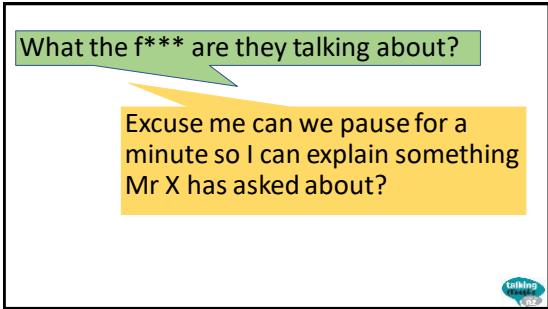 What the f*** are they talking about?
Excuse me can we pause for a
minute so I can explain something
Mr X has asked about?
talking